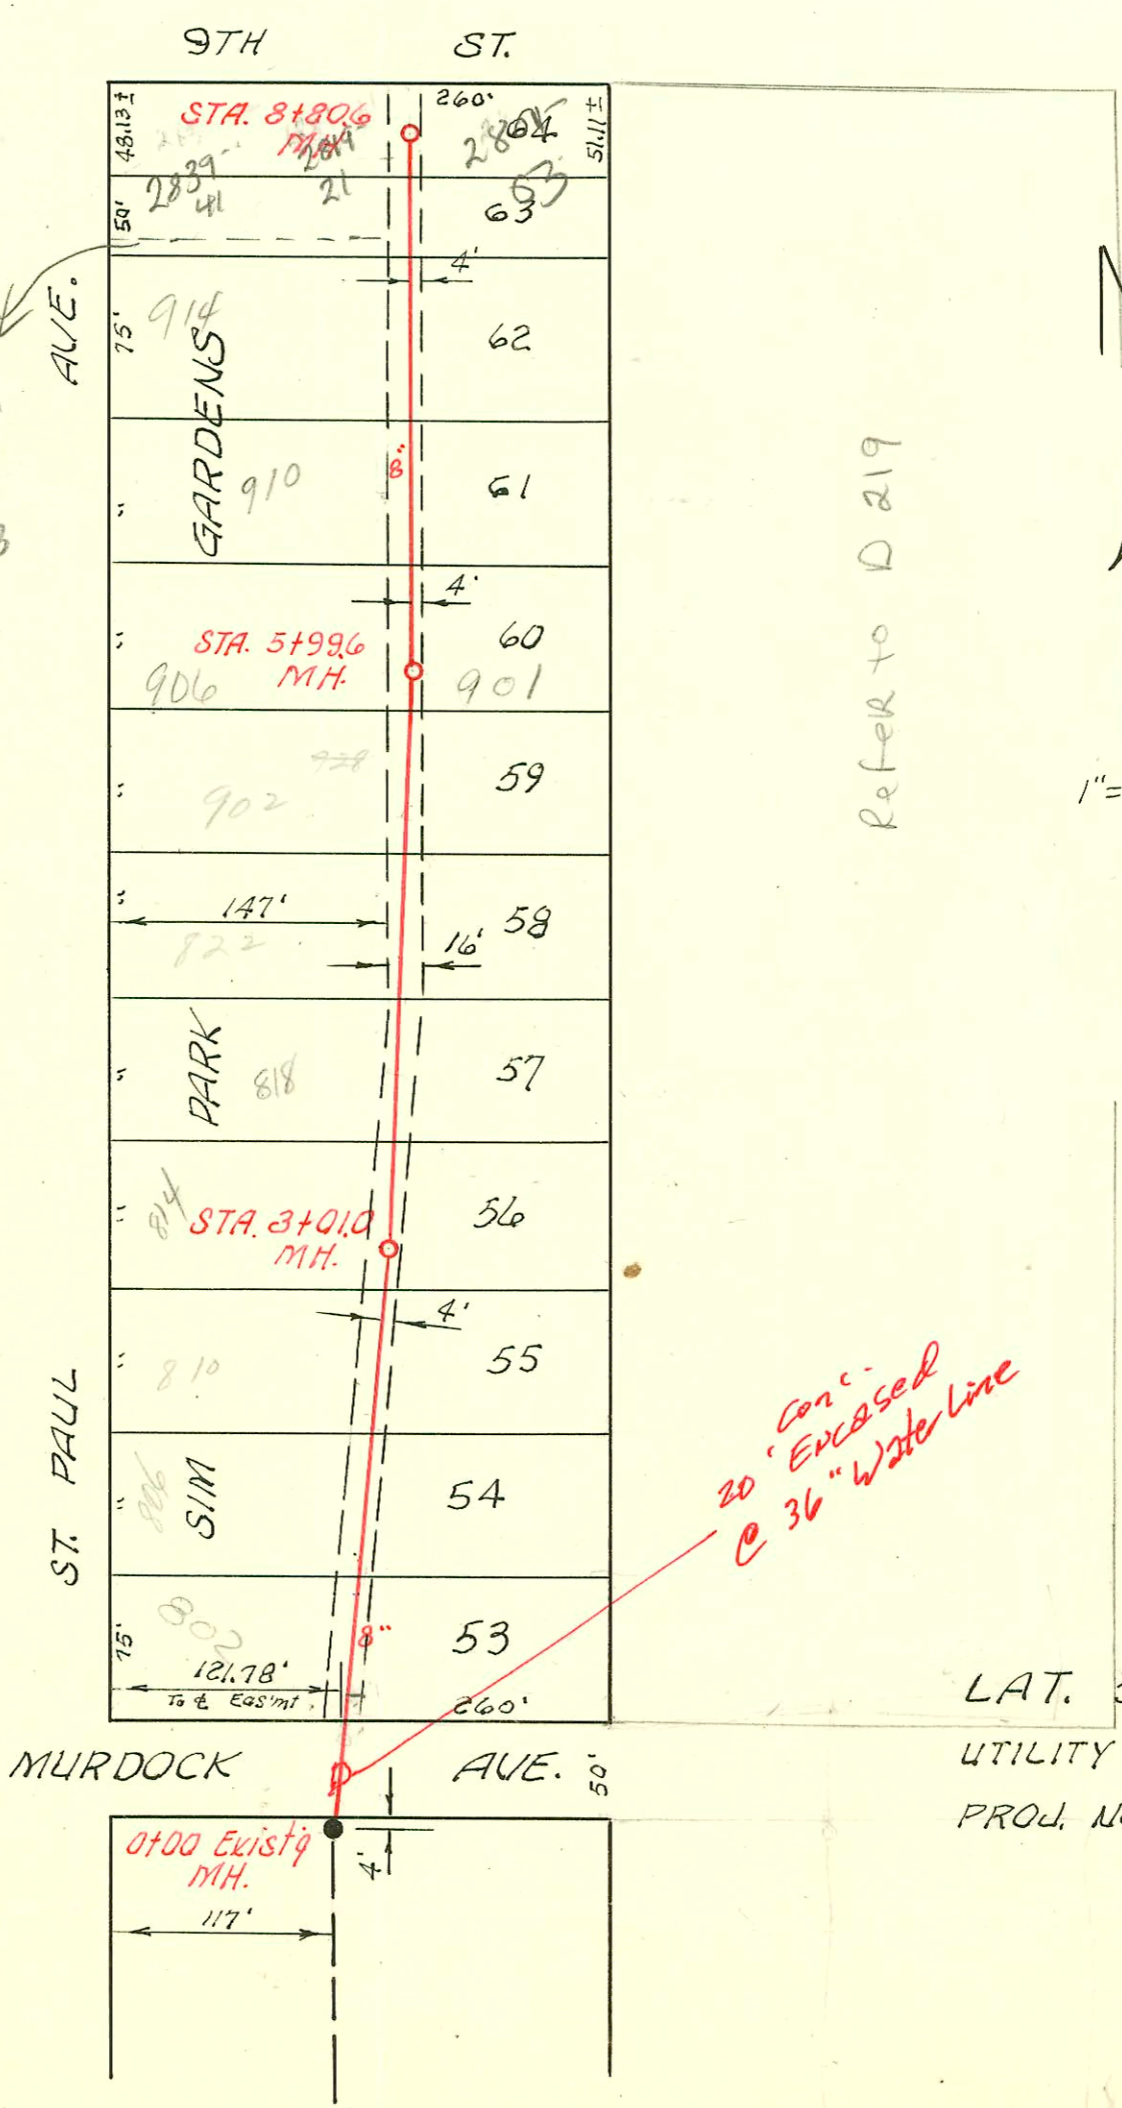 9TH ST.
48.13±
STA. 8+80.6
MH.
260'
64
51.11±
2839
41
21
50'
63
63
4'
AVE.
914
75'
62
GARDENS
8"
910
61
"
4'
STA. 5+99.6
MH.
60
"
906
901
59
"
902
"
147'
58
822
16'
PARK
57
"
818
814
"
STA. 3+01.0
MH.
56
4'
55
"
810
ST. PAUL
SIM
54
"
806
802
75'
8"
53
121.78'
To ℄ Eas'mt
260'
MURDOCK AVE.
50'
0+00 Exist'g
MH.
4'
117'
Refer to D 219
1"=
conc.
20' Encased
@ 36" Water Line
LAT.
UTILITY
PROJ.